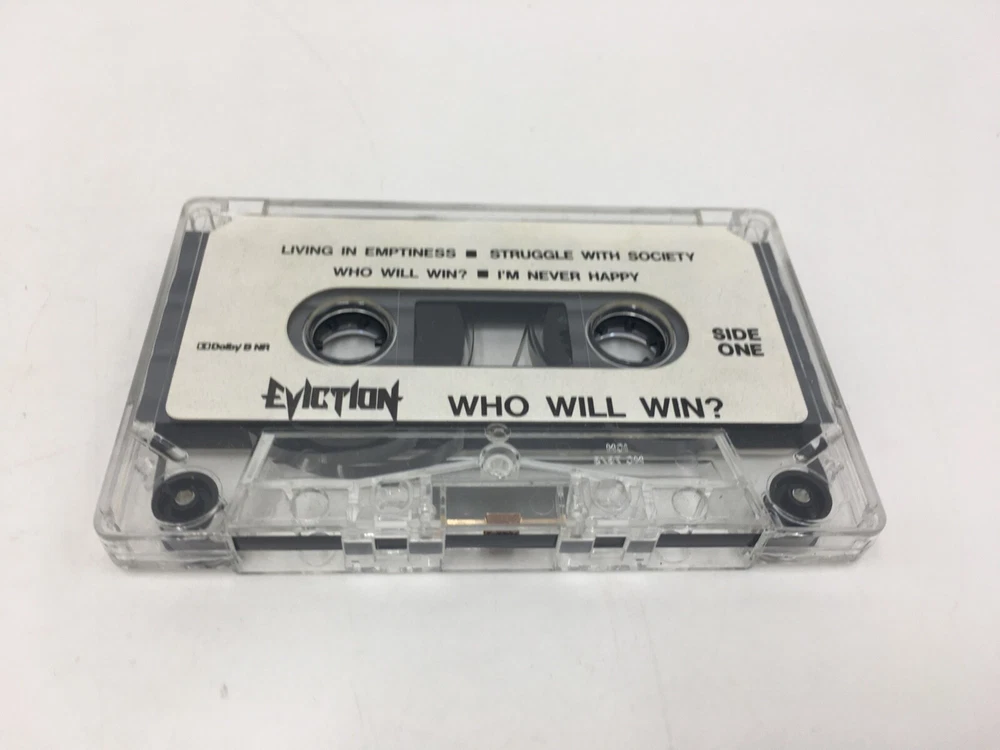 LIVING IN EMPTINESS ■ STRUGGLE WITH SOCIETY
WHO WILL WIN? ■ I'M NEVER HAPPY
Dolby B NR
SIDE
ONE
EVICTION WHO WILL WIN?